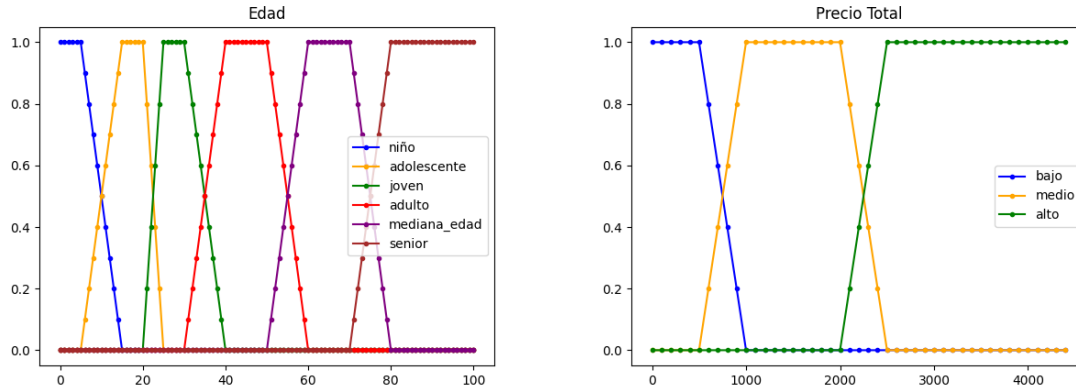 Edad
1.0
0.8
0.6
0.4
0.2
0.0
0
20
40
60
80
100
niño
adolescente
joven
adulto
mediana_edad
senior
Precio Total
1.0
0.8
0.6
0.4
0.2
0.0
0
1000
2000
3000
4000
bajo
medio
alto